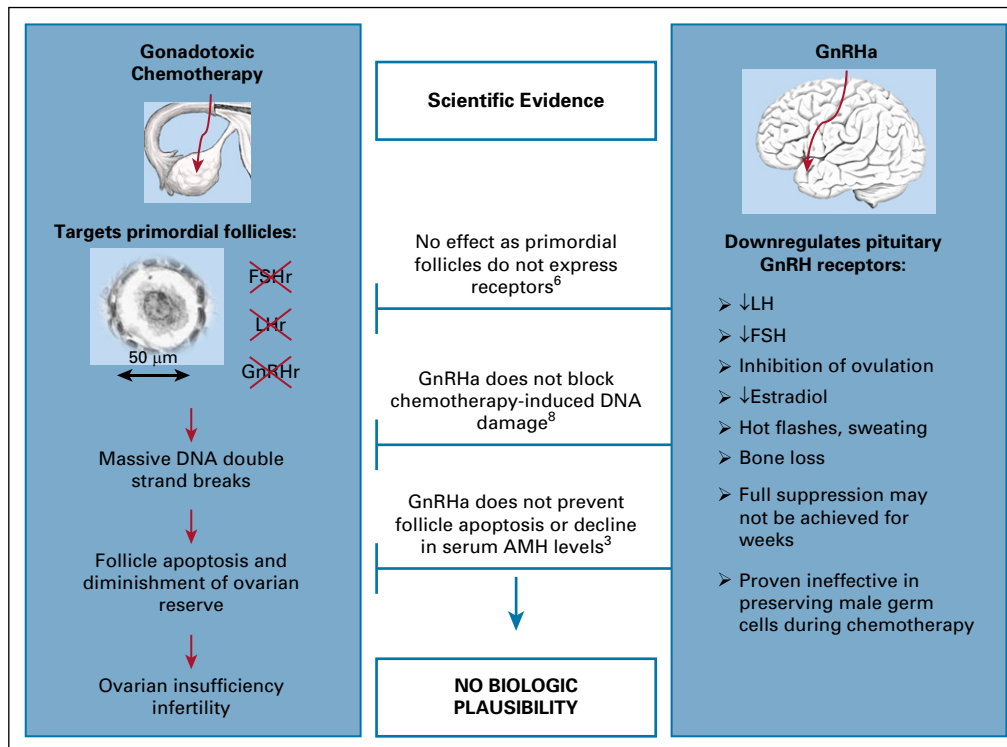 Gonadotoxic
Chemotherapy
Targets primordial follicles:
FSHr
LHr
GnRHr
50 μm
Massive DNA double
strand breaks
Follicle apoptosis and
diminishment of ovarian
reserve
Ovarian insufficiency
infertility
Scientific Evidence
No effect as primordial
follicles do not express
receptors6
GnRHa does not block
chemotherapy-induced DNA
damage8
GnRHa does not prevent
follicle apoptosis or decline
in serum AMH levels3
NO BIOLOGIC
PLAUSIBILITY
GnRHa
Downregulates pituitary
GnRH receptors:
➢ ↓LH
➢ ↓FSH
➢ Inhibition of ovulation
➢ ↓Estradiol
➢ Hot flashes, sweating
➢ Bone loss
➢ Full suppression may
not be achieved for
weeks
➢ Proven ineffective in
preserving male germ
cells during chemotherapy